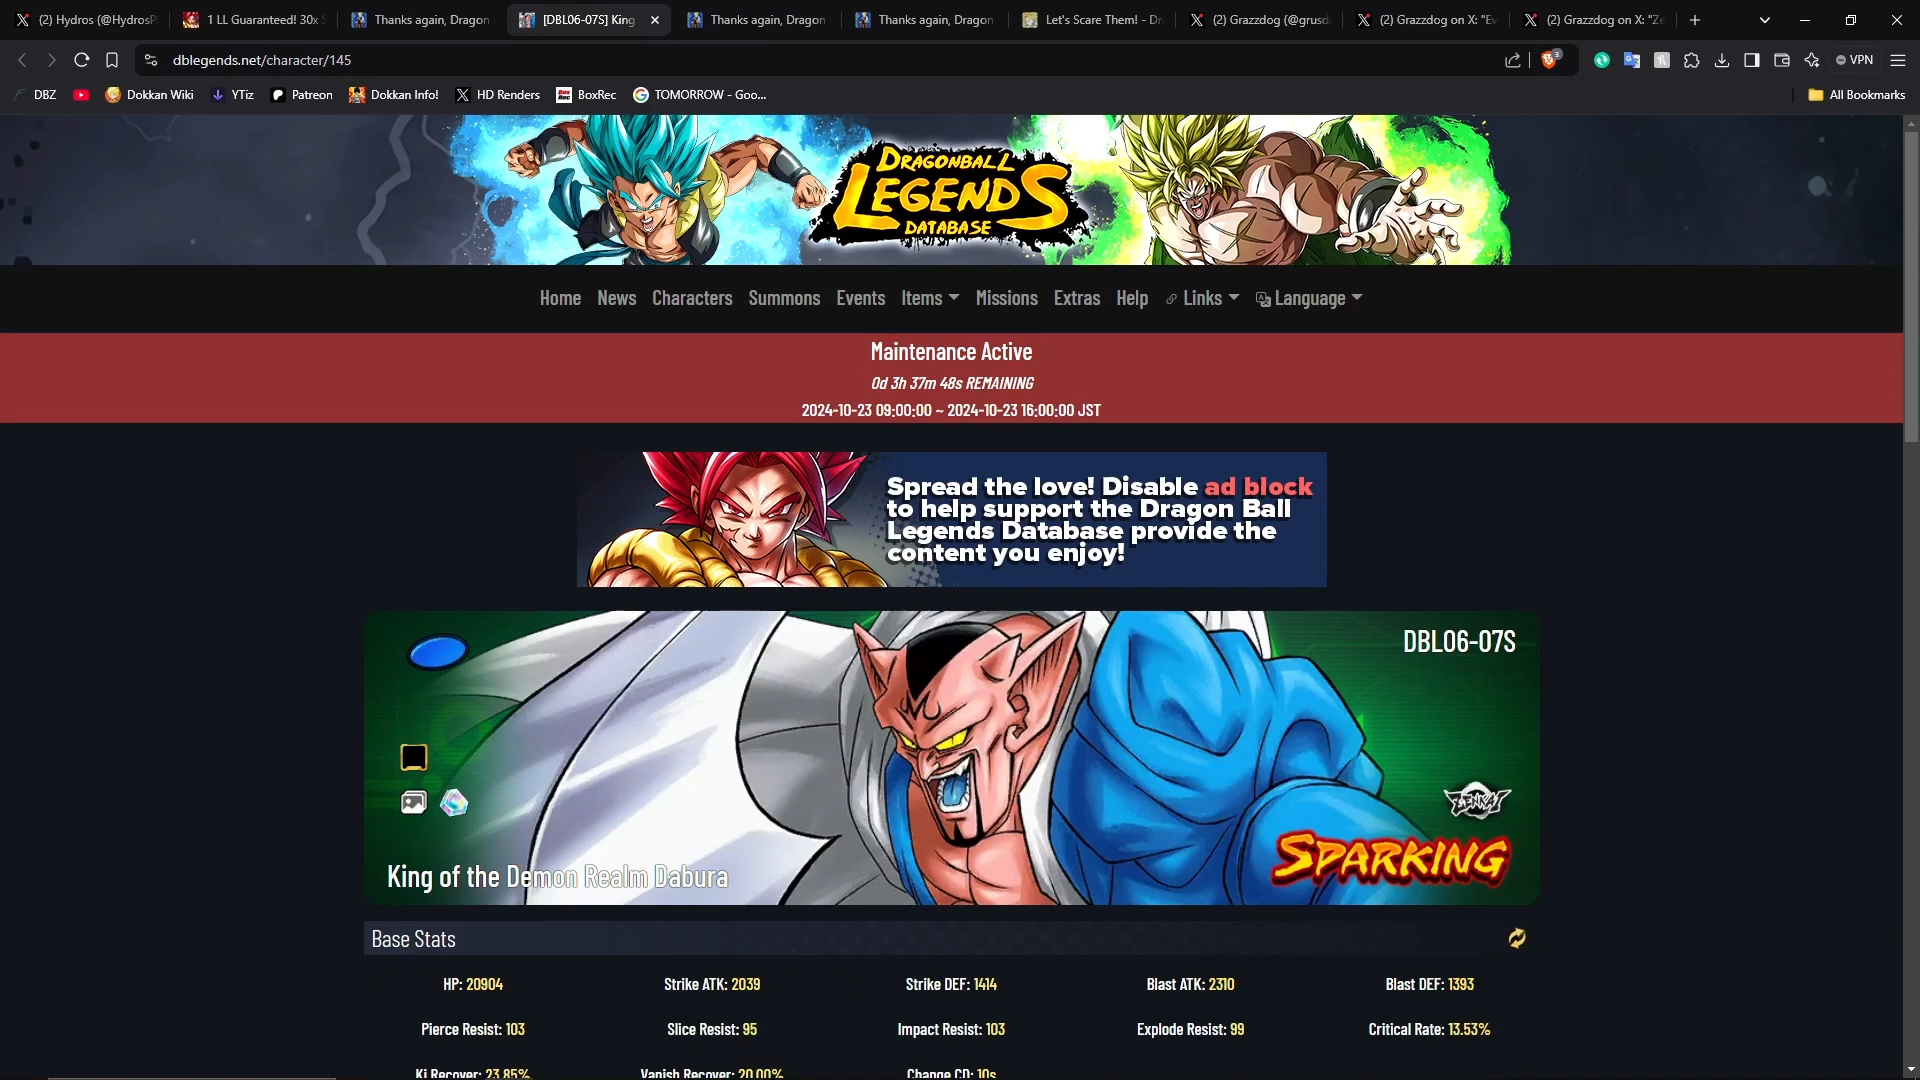 (2) Hydros (@HydrosP
1 LL Guaranteed! 30x S
Thanks again, Dragon
[DBL06-07S] King
Thanks again, Dragon
Thanks again, Dragon
Let's Scare Them! - Dr
(2) Grazzdog (@grusd
(2) Grazzdog on X: "Ev
(2) Grazzdog on X: "Ze
dblegends.net/character/145
3
VPN
DBZ
Dokkan Wiki
YTiz
Patreon
Dokkan Info!
HD Renders
BoxRec
TOMORROW - Goo...
All Bookmarks
DRAGONBALL
LEGENDS
DATABASE
Home News Characters Summons Events Items Missions Extras Help Links Language
Maintenance Active
0d 3h 37m 48s REMAINING
2024-10-23 09:00:00 ~ 2024-10-23 16:00:00 JST
Spread the love! Disable ad block
to help support the Dragon Ball
Legends Database provide the
content you enjoy!
DBL06-07S
ZENKAI
SPARKING
King of the Demon Realm Dabura
Base Stats
HP: 20904 Strike ATK: 2039 Strike DEF: 1414 Blast ATK: 2310 Blast DEF: 1393
Pierce Resist: 103 Slice Resist: 95 Impact Resist: 103 Explode Resist: 99 Critical Rate: 13.53%
Ki Recover: 23.85% Vanish Recover: 20.00% Change CD: 10s